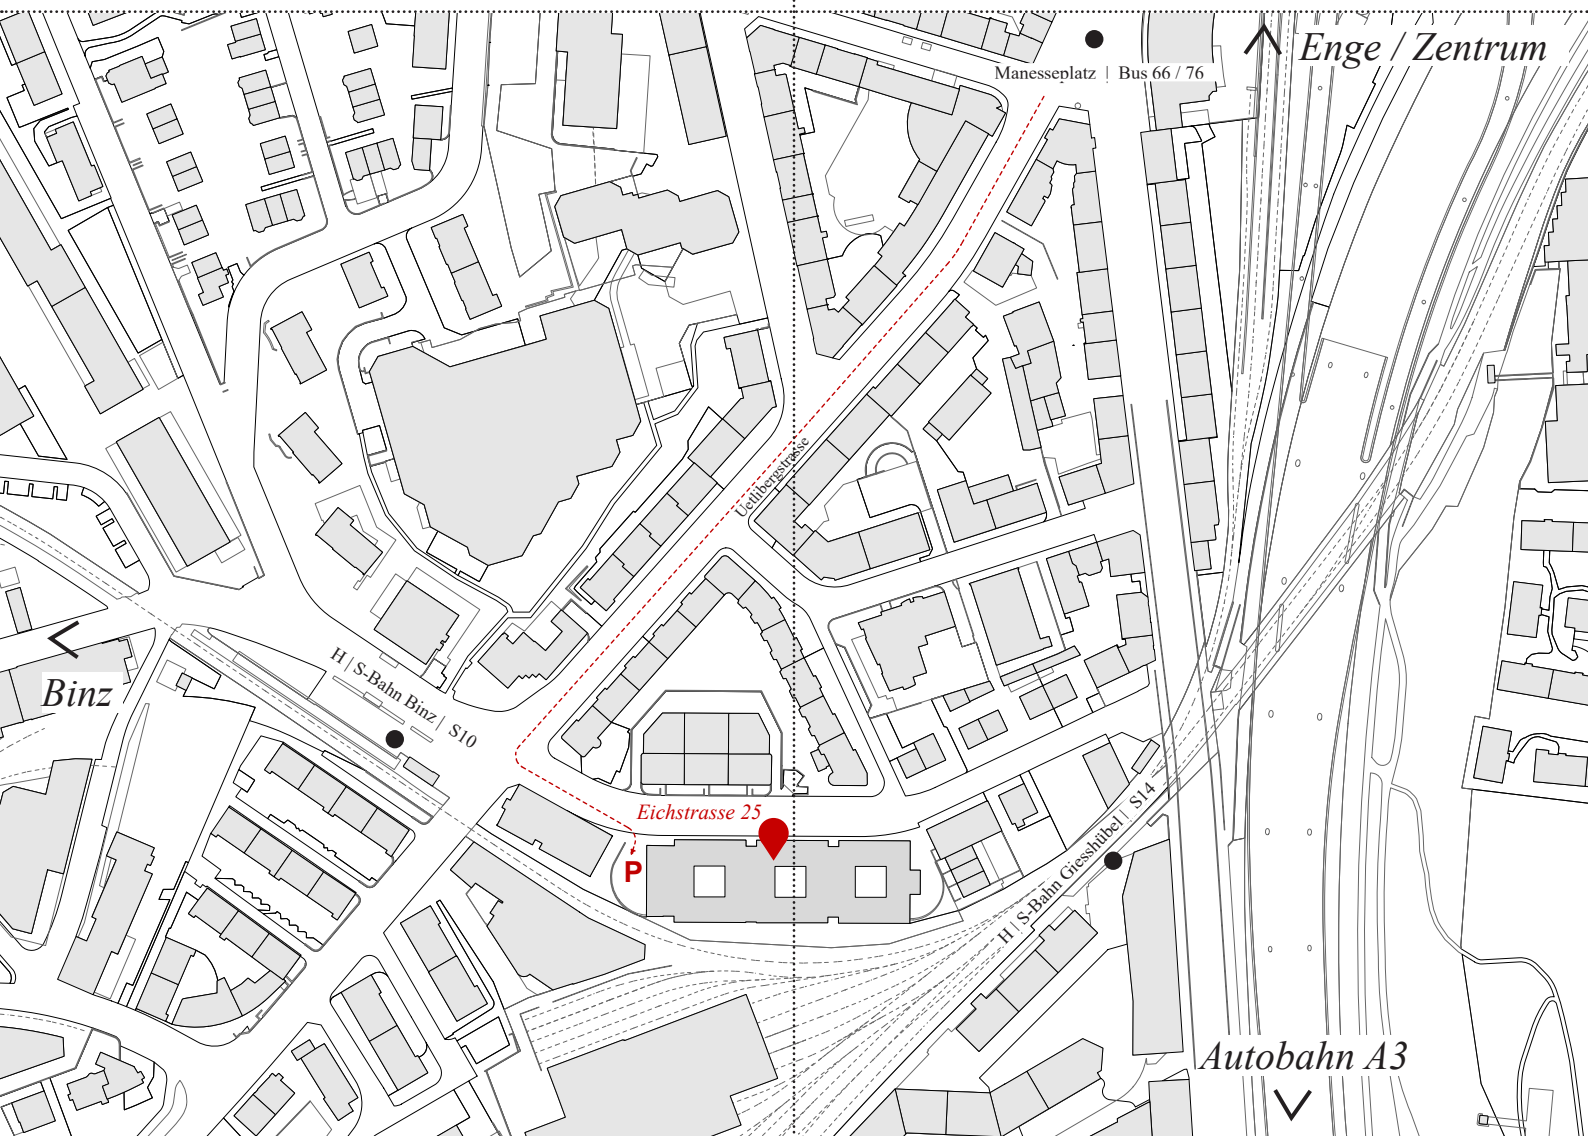 Enge / Zentrum
Manesseplatz | Bus 66 / 76
Uetlibergstrasse
H | S-Bahn Binz | S10
Binz
Eichstrasse 25
P
H | S-Bahn Giesshübel | S14
Autobahn A3